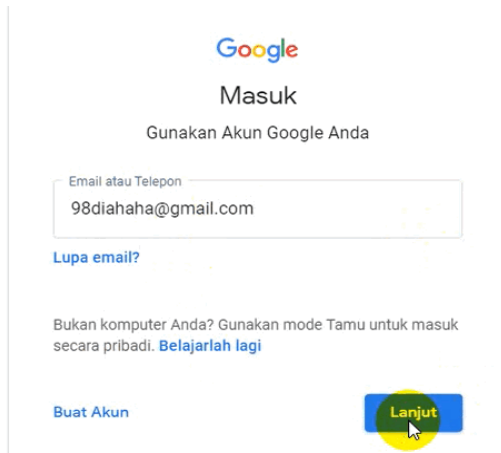 Google
Masuk
Gunakan Akun Google Anda
Email atau Telepon
98diahaha@gmail.com
Lupa email?
Bukan komputer Anda? Gunakan mode Tamu untuk masuk
secara pribadi. Belajarlah lagi
Buat Akun
Lanjut